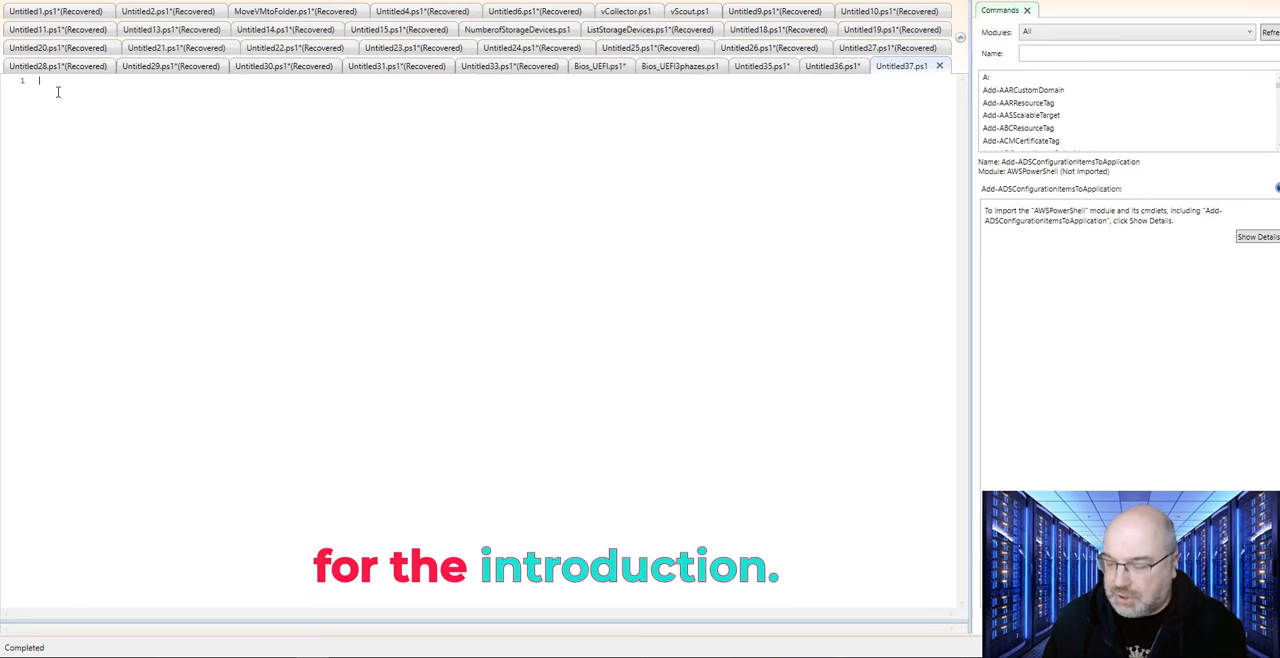 Untitled1.ps1*(Recovered) Untitled2.ps1*(Recovered) MoveVMtoFolder.ps1*(Recovered) Untitled4.ps1*(Recovered) Untitled6.ps1*(Recovered) vCollector.ps1 vScout.ps1 Untitled9.ps1*(Recovered) Untitled10.ps1*(Recovered)
Untitled11.ps1*(Recovered) Untitled13.ps1*(Recovered) Untitled14.ps1*(Recovered) Untitled15.ps1*(Recovered) NumberofStorageDevices.ps1 ListStorageDevices.ps1*(Recovered) Untitled18.ps1*(Recovered) Untitled19.ps1*(Recovered)
Untitled20.ps1*(Recovered) Untitled21.ps1*(Recovered) Untitled22.ps1*(Recovered) Untitled23.ps1*(Recovered) Untitled24.ps1*(Recovered) Untitled25.ps1*(Recovered) Untitled26.ps1*(Recovered) Untitled27.ps1*(Recovered)
Untitled28.ps1*(Recovered) Untitled29.ps1*(Recovered) Untitled30.ps1*(Recovered) Untitled31.ps1*(Recovered) Untitled33.ps1*(Recovered) Bios_UEFI.ps1* Bios_UEFI3phazes.ps1 Untitled35.ps1* Untitled36.ps1* Untitled37.ps1
1
Commands
Modules: All Refre
Name:
A:
Add-AARCustomDomain
Add-AARResourceTag
Add-AASScalableTarget
Add-ABCResourceTag
Add-ACMCertificateTag
Name: Add-ADSConfigurationItemsToApplication
Module: AWSPowerShell (Not Imported)
Add-ADSConfigurationItemsToApplication:
To import the "AWSPowerShell" module and its cmdlets, including "Add-
ADSConfigurationItemsToApplication", click Show Details.
Show Details
for the introduction.
Completed